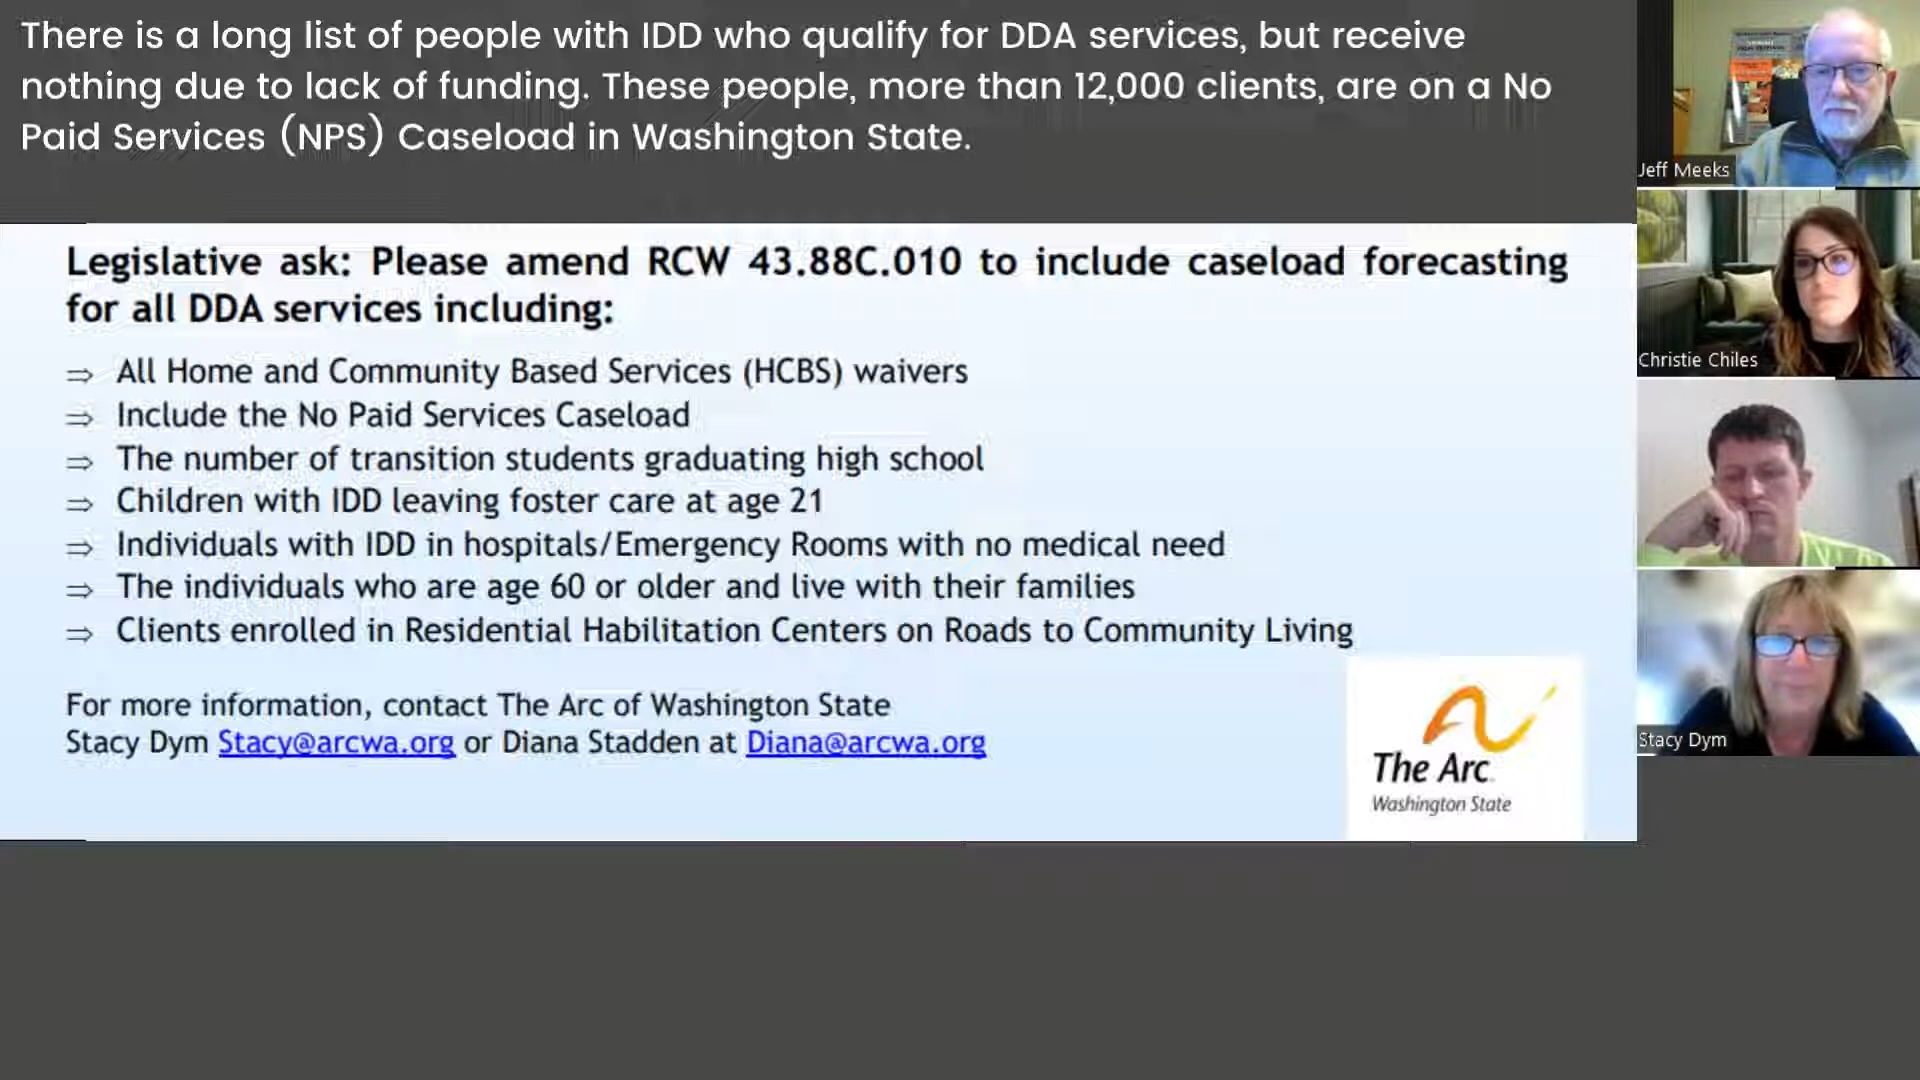 There is a long list of people with IDD who qualify for DDA services, but receive
nothing due to lack of funding. These people, more than 12,000 clients, are on a No
Paid Services (NPS) Caseload in Washington State.
Legislative ask: Please amend RCW 43.88C.010 to include caseload forecasting
for all DDA services including:
⇒ All Home and Community Based Services (HCBS) waivers
⇒ Include the No Paid Services Caseload
⇒ The number of transition students graduating high school
⇒ Children with IDD leaving foster care at age 21
⇒ Individuals with IDD in hospitals/Emergency Rooms with no medical need
⇒ The individuals who are age 60 or older and live with their families
⇒ Clients enrolled in Residential Habilitation Centers on Roads to Community Living
For more information, contact The Arc of Washington State
Stacy Dym Stacy@arcwa.org or Diana Stadden at Diana@arcwa.org
The Arc
Washington State
Jeff Meeks
Christie Chiles
Stacy Dym